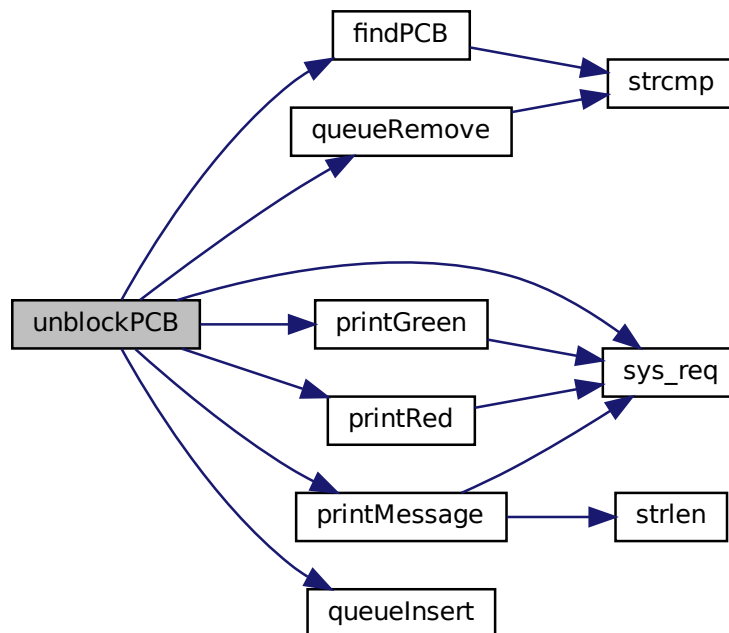 findPCB
strcmp
queueRemove
unblockPCB
printGreen
sys_req
printRed
printMessage
strlen
queueInsert